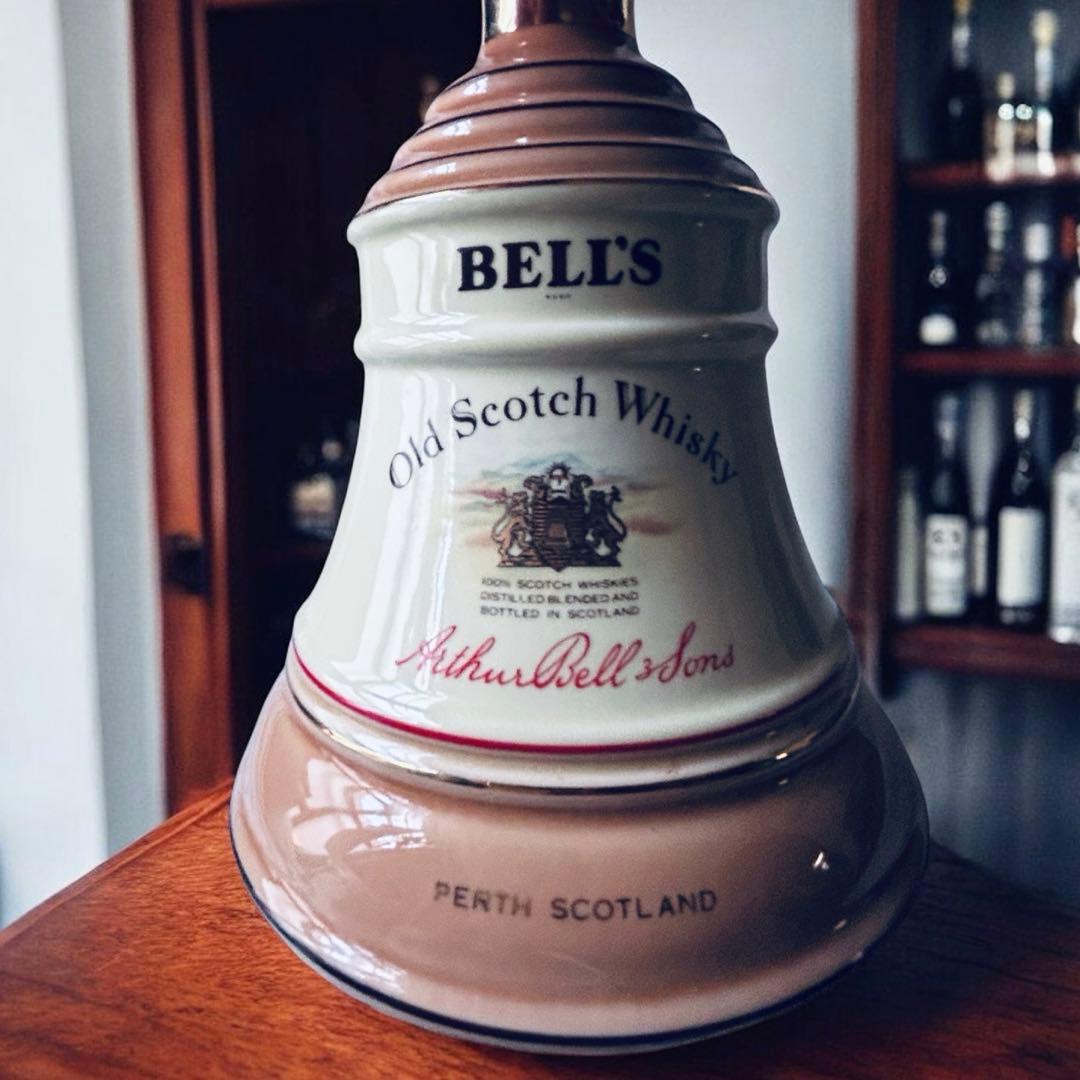 BELL'S
Old Scotch Whisky
100% SCOTCH WHISKIES
DISTILLED BLENDED AND
BOTTLED IN SCOTLAND
Arthur Bell & Sons
PERTH SCOTLAND